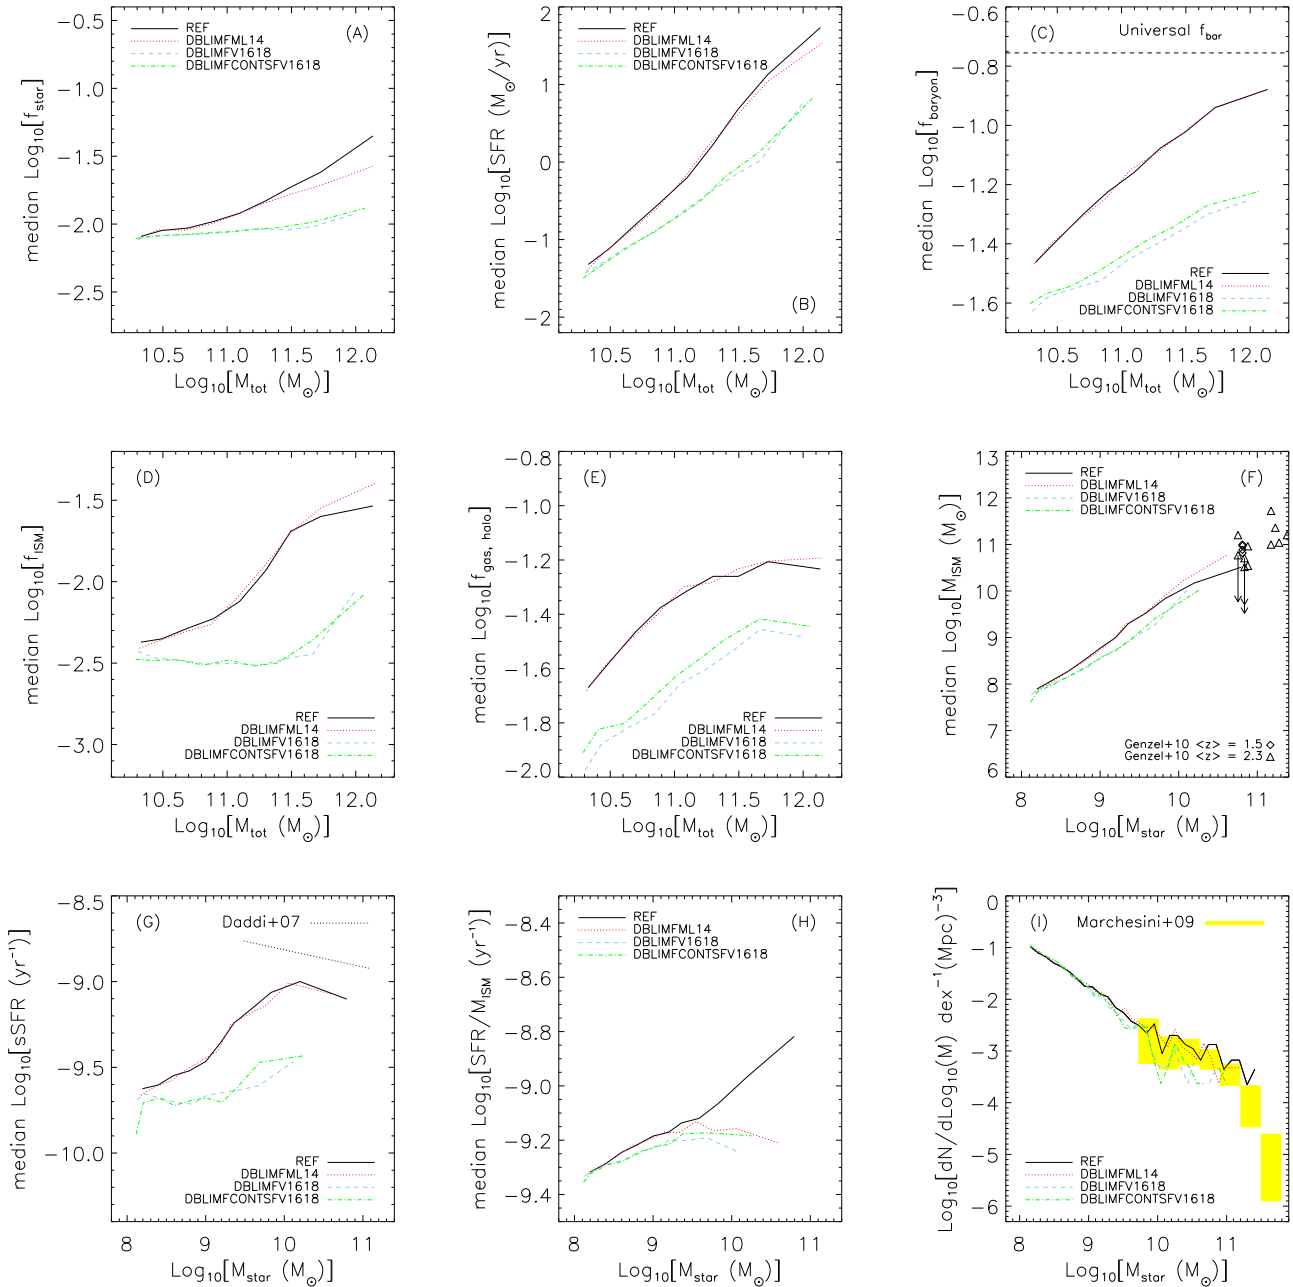 (A)
REF
DBLIMFML14
DBLIMFV1618
DBLIMFCONTSFV1618
median Log10[fstar]
−0.5
−1.0
−1.5
−2.0
−2.5
10.5 11.0 11.5 12.0
Log10[Mtot (M⊙)]
(B)
median Log10[SFR (M⊙/yr)]
2
1
0
−1
−2
10.5 11.0 11.5 12.0
Log10[Mtot (M⊙)]
(C) Universal fbar
median Log10[fbaryon]
−0.8
−1.0
−1.2
−1.4
−1.6
REF
DBLIMFML14
DBLIMFV1618
DBLIMFCONTSFV1618
10.5 11.0 11.5 12.0
Log10[Mtot (M⊙)]
(D)
median Log10[fISM]
−1.5
−2.0
−2.5
−3.0
REF
DBLIMFML14
DBLIMFV1618
DBLIMFCONTSFV1618
10.5 11.0 11.5 12.0
Log10[Mtot (M⊙)]
(E)
median Log10[fgas, halo]
−0.8
−1.0
−1.2
−1.4
−1.6
−1.8
−2.0
REF
DBLIMFML14
DBLIMFV1618
DBLIMFCONTSFV1618
10.5 11.0 11.5 12.0
Log10[Mtot (M⊙)]
(F)
REF
DBLIMFML14
DBLIMFV1618
DBLIMFCONTSFV1618
median Log10[MISM (M⊙)]
13
12
11
10
9
8
7
6
Genzel+10 <z> = 1.5
Genzel+10 <z> = 2.3
8 9 10 11
Log10[Mstar (M⊙)]
(G) Daddi+07
median Log10[sSFR (yr−1)]
−8.5
−9.0
−9.5
−10.0
REF
DBLIMFML14
DBLIMFV1618
DBLIMFCONTSFV1618
8 9 10 11
Log10[Mstar (M⊙)]
(H)
REF
DBLIMFML14
DBLIMFV1618
DBLIMFCONTSFV1618
median Log10[SFR/MISM (yr−1)]
−8.4
−8.6
−8.8
−9.0
−9.2
−9.4
8 9 10 11
Log10[Mstar (M⊙)]
(I) Marchesini+09
Log10[dN/dLog10(M) dex−1(Mpc)−3]
0
−1
−2
−3
−4
−5
−6
REF
DBLIMFML14
DBLIMFV1618
DBLIMFCONTSFV1618
8 9 10 11
Log10[Mstar (M⊙)]